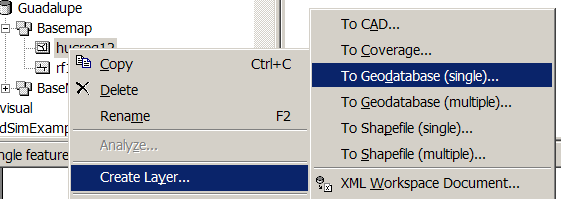 Guadalupe
Basemap
hucreg12
rf1
BaseM
visual
dSimExamp
ngle feature
Copy Ctrl+C
Delete
Rename F2
Analyze...
Create Layer...
To CAD...
To Coverage...
To Geodatabase (single)...
To Geodatabase (multiple)...
To Shapefile (single)...
To Shapefile (multiple)...
XML Workspace Document...